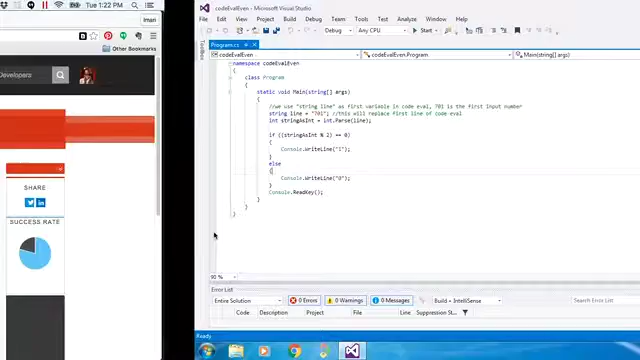 Tue 1:22 PM
Iman
Other Bookmarks
Developers
SHARE
SUCCESS RATE
codeEvalEven - Microsoft Visual Studio
File Edit View Project Build Debug Team Tools Test Analyze Window Help
Debug Any CPU Start
Toolbox
Program.cs
codeEvalEven codeEvalEven.Program Main(string[] args)
namespace codeEvalEven
{
class Program
{
static void Main(string[] args)
{
//we use "string line" as first variable in code eval, 701 is the first input number
string line = "701"; //this will replace first line of code eval
int stringAsInt = int.Parse(line);
if ((stringAsInt % 2) == 0)
{
Console.WriteLine("1");
}
else
{
Console.WriteLine("0");
}
Console.ReadKey();
}
}
}
90 %
Error List
Entire Solution 0 Errors 0 Warnings 0 Messages Build + IntelliSense Search Error List
Code Description Project File Line Suppression St...
Ready